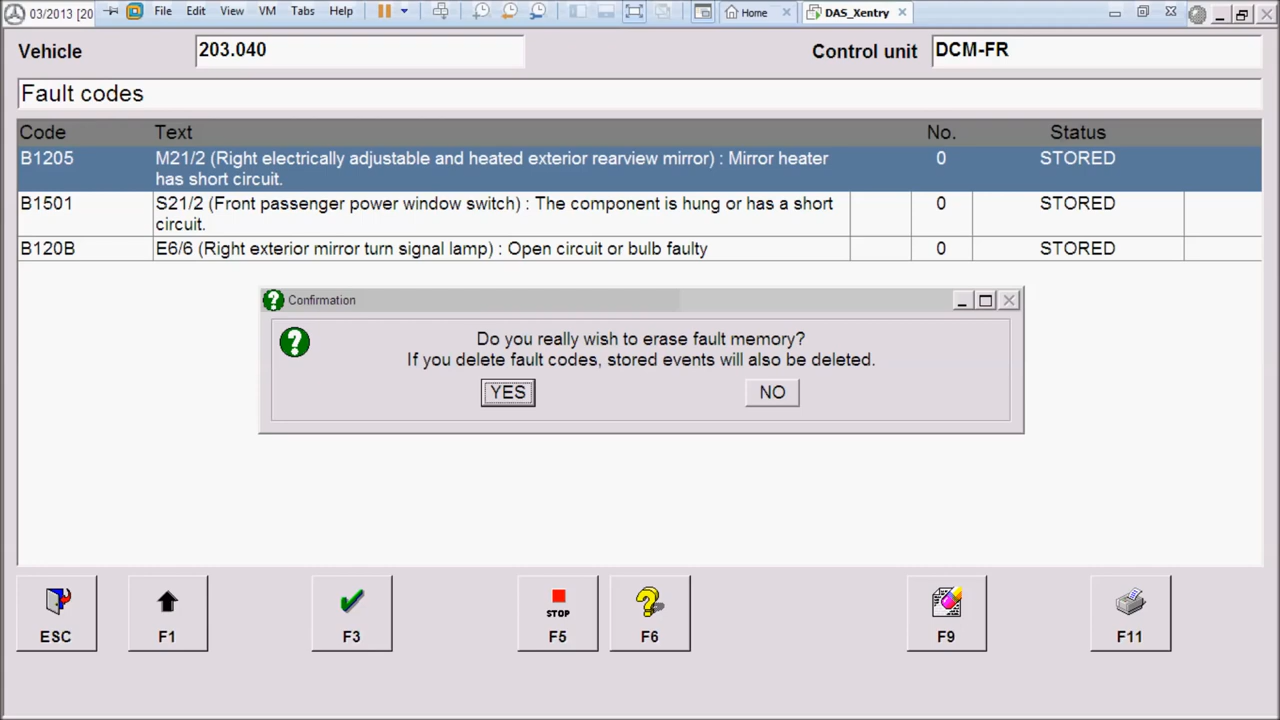 03/2013 [20
File Edit View VM Tabs Help
Home
DAS_Xentry
Vehicle 203.040 Control unit DCM-FR
Fault codes
Code Text No. Status
B1205 M21/2 (Right electrically adjustable and heated exterior rearview mirror) : Mirror heater 0 STORED
has short circuit.
B1501 S21/2 (Front passenger power window switch) : The component is hung or has a short 0 STORED
circuit.
B120B E6/6 (Right exterior mirror turn signal lamp) : Open circuit or bulb faulty 0 STORED
Confirmation
Do you really wish to erase fault memory?
If you delete fault codes, stored events will also be deleted.
YES NO
STOP
ESC F1 F3 F5 F6 F9 F11